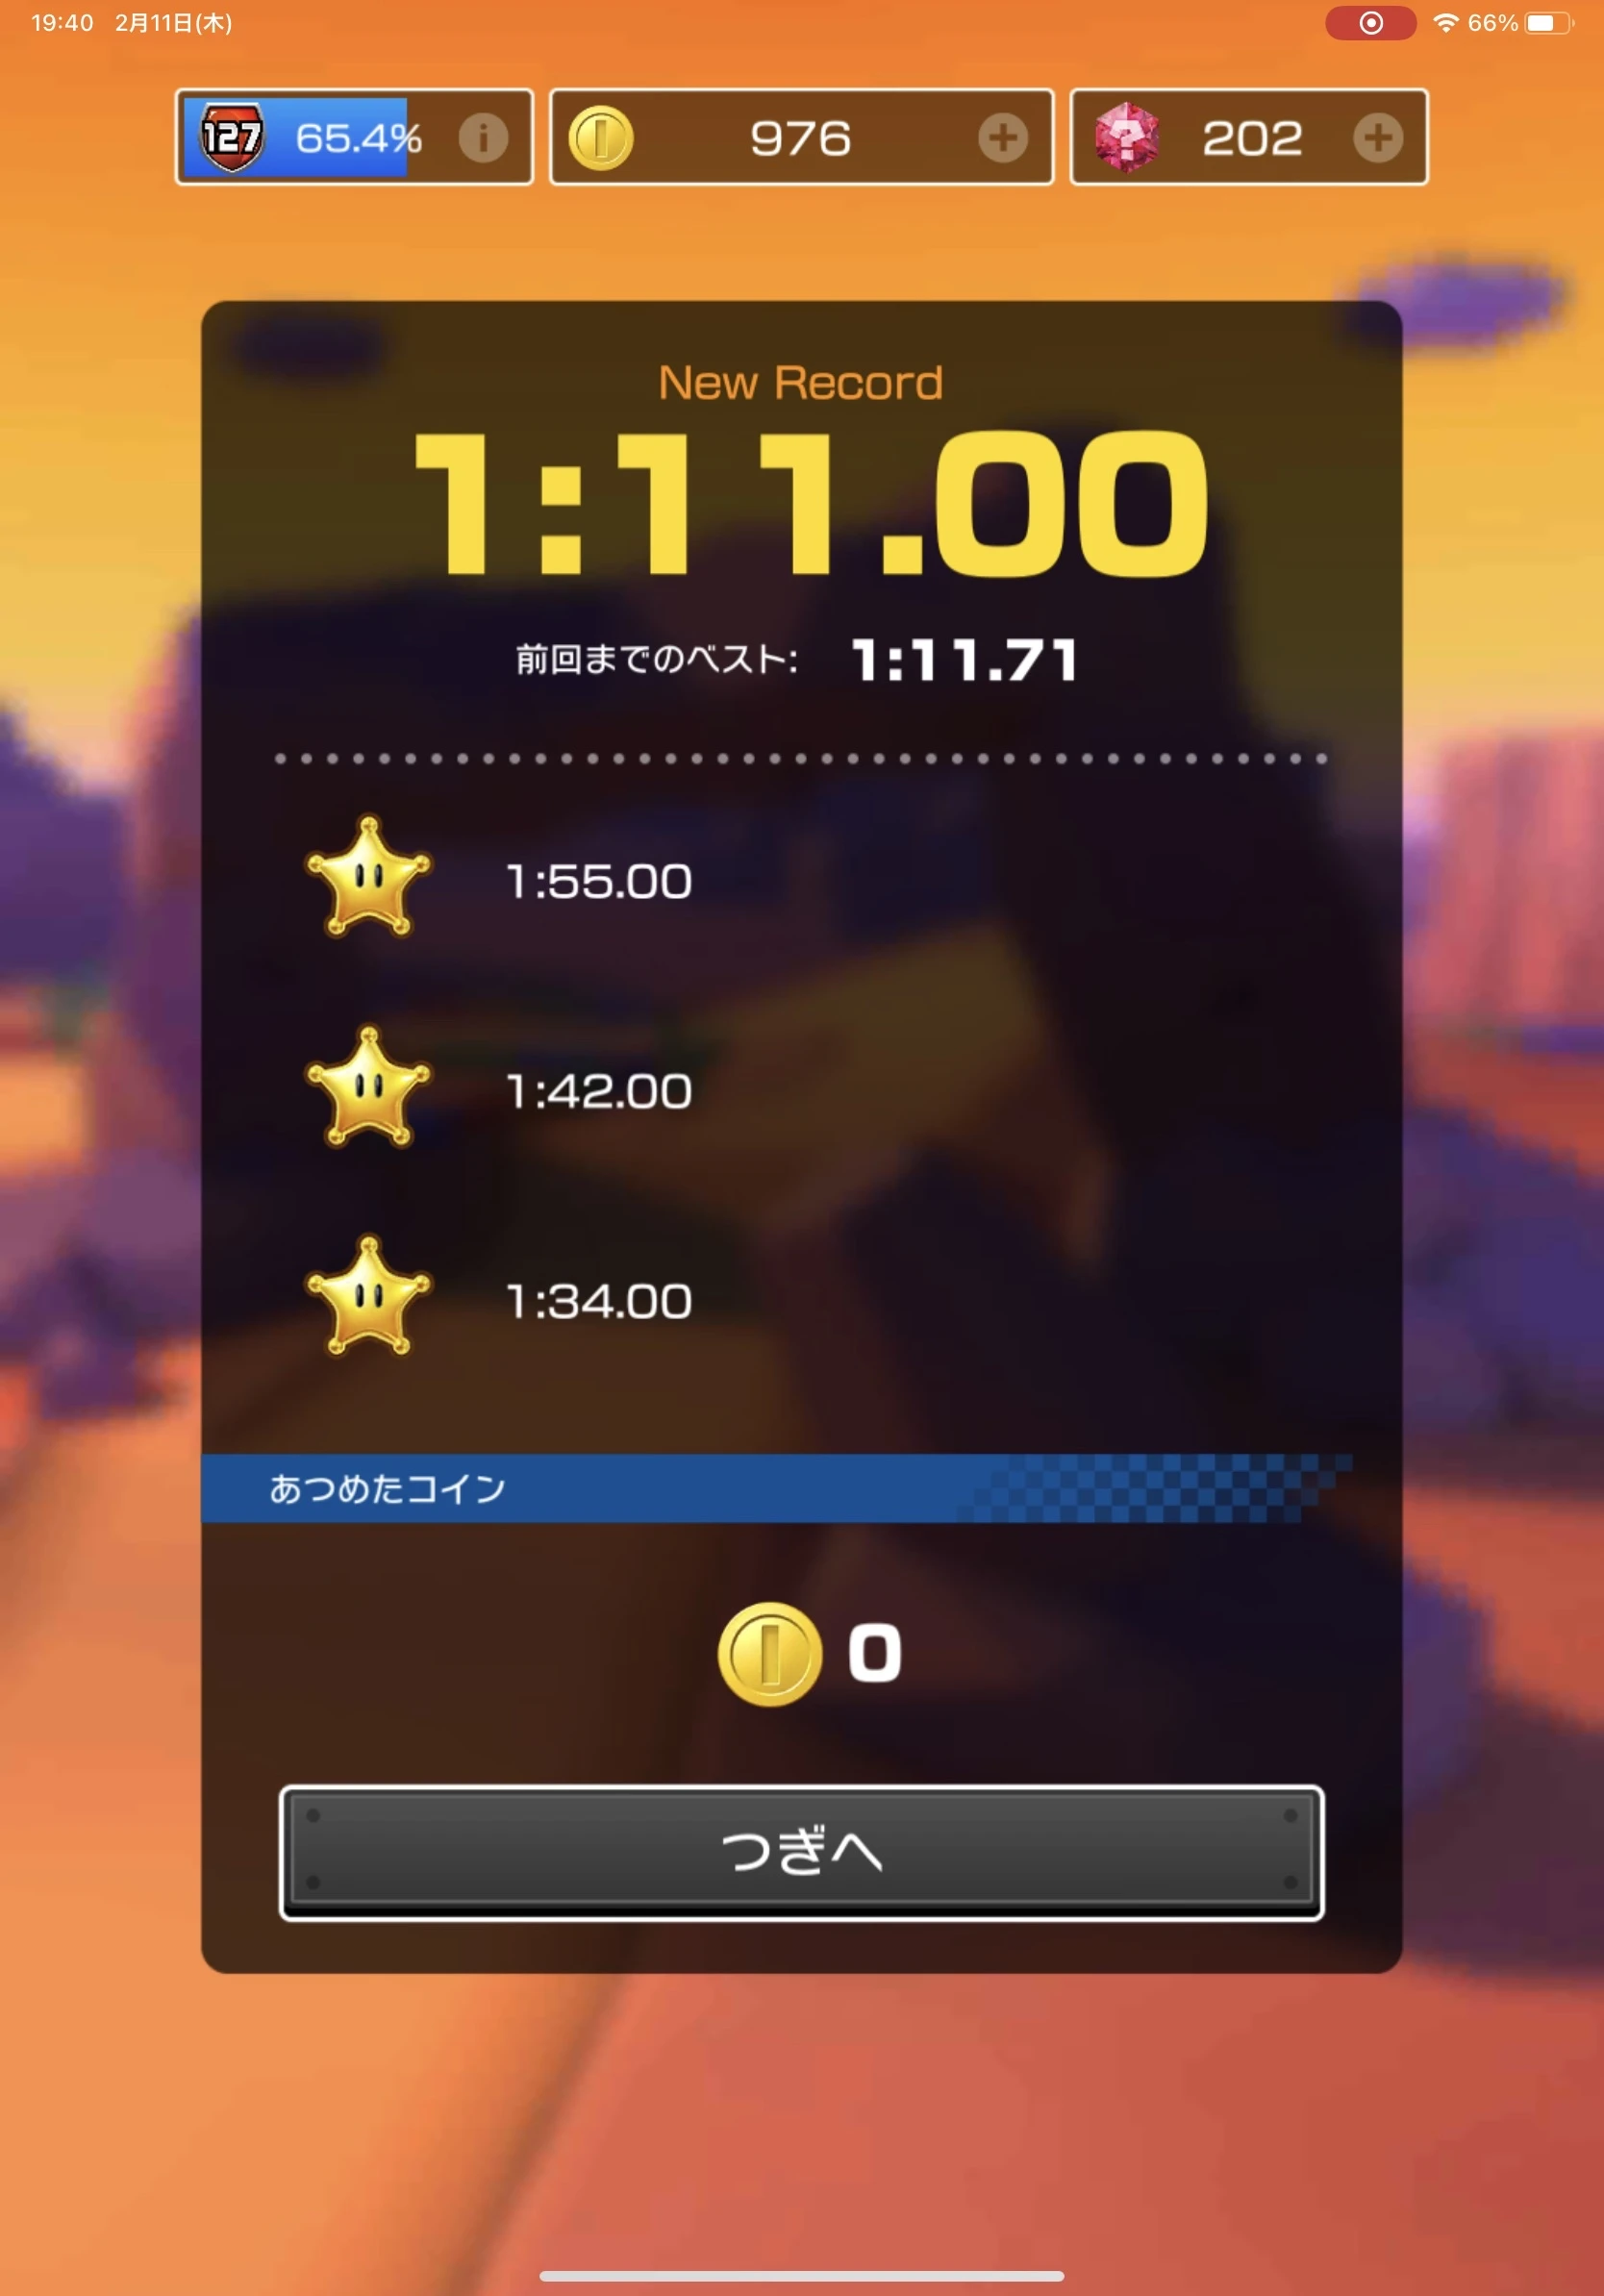 19:40 2月11日(木) 66%
127 65.4% i 976 + ? 202 +
New Record
1:11.00
前回までのベスト: 1:11.71
1:55.00
1:42.00
1:34.00
あつめたコイン
0
つぎへ